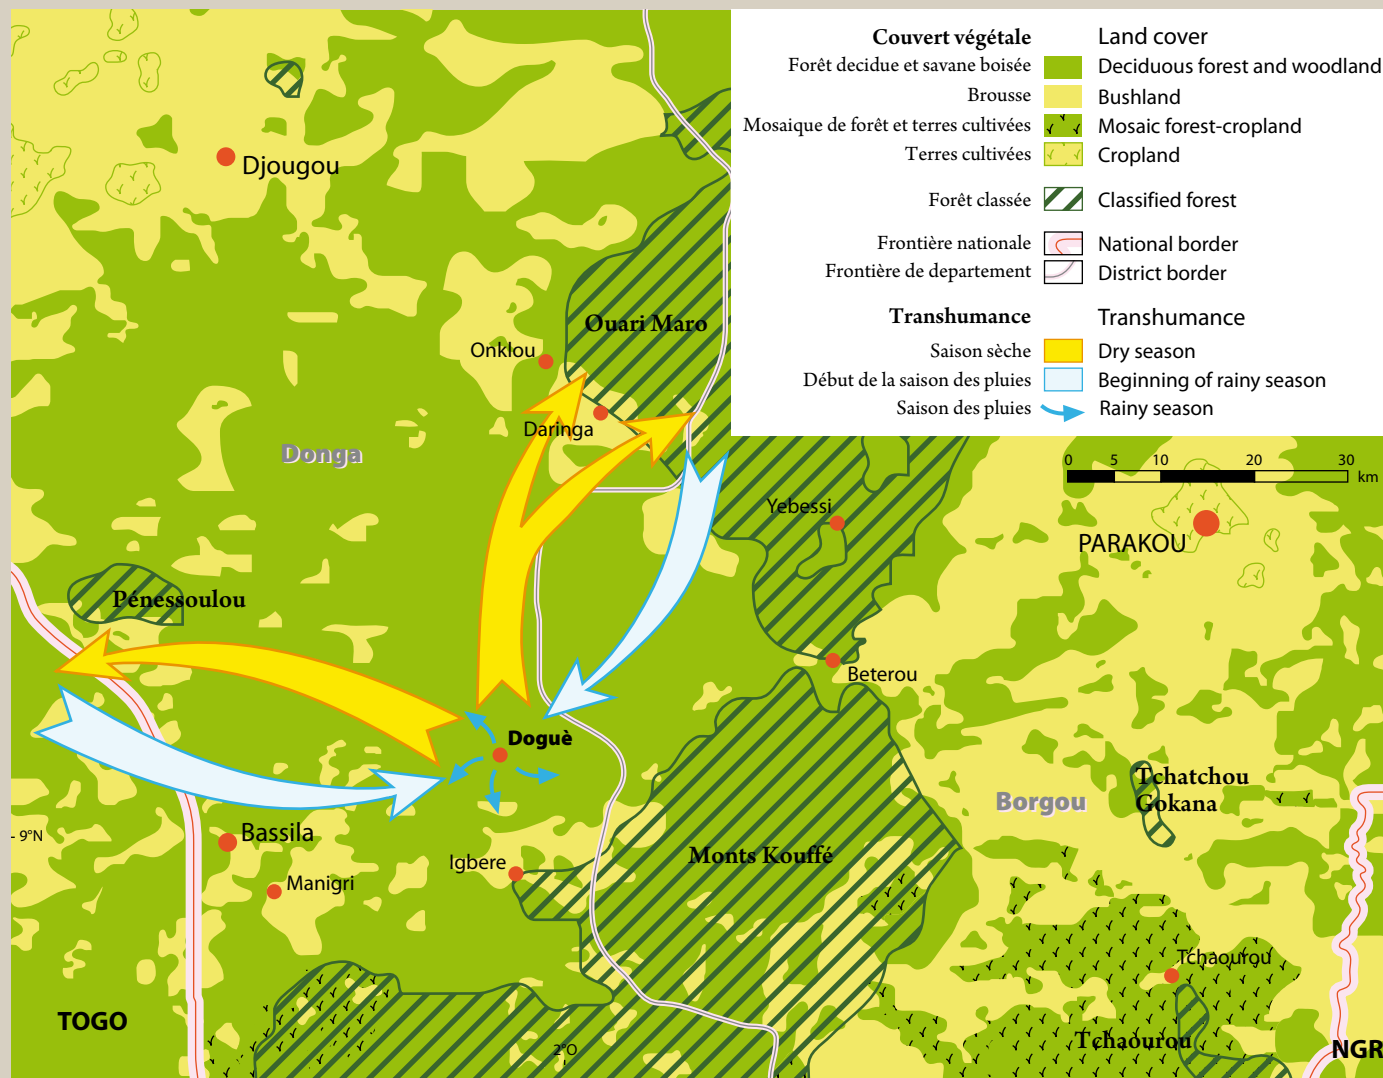 Couvert végétale Land cover
Forêt decidue et savane boisée Deciduous forest and woodland
Brousse Bushland
Mosaique de forêt et terres cultivées Mosaic forest-cropland
Terres cultivées Cropland
Forêt classée Classified forest
Frontière nationale National border
Frontière de departement District border
Transhumance Transhumance
Saison sèche Dry season
Début de la saison des pluies Beginning of rainy season
Saison des pluies Rainy season
Djougou
Ouari Maro
Onklou
Daringa
Donga
0 5 10 20 30
km
Yebessi
PARAKOU
Pénessoulou
Beterou
Doguè
Tchatchou
Gokana
Borgou
9°N
Bassila
Monts Kouffé
Igbere
Manigri
Tchaourou
TOGO
Tchaourou
2°O
NGR